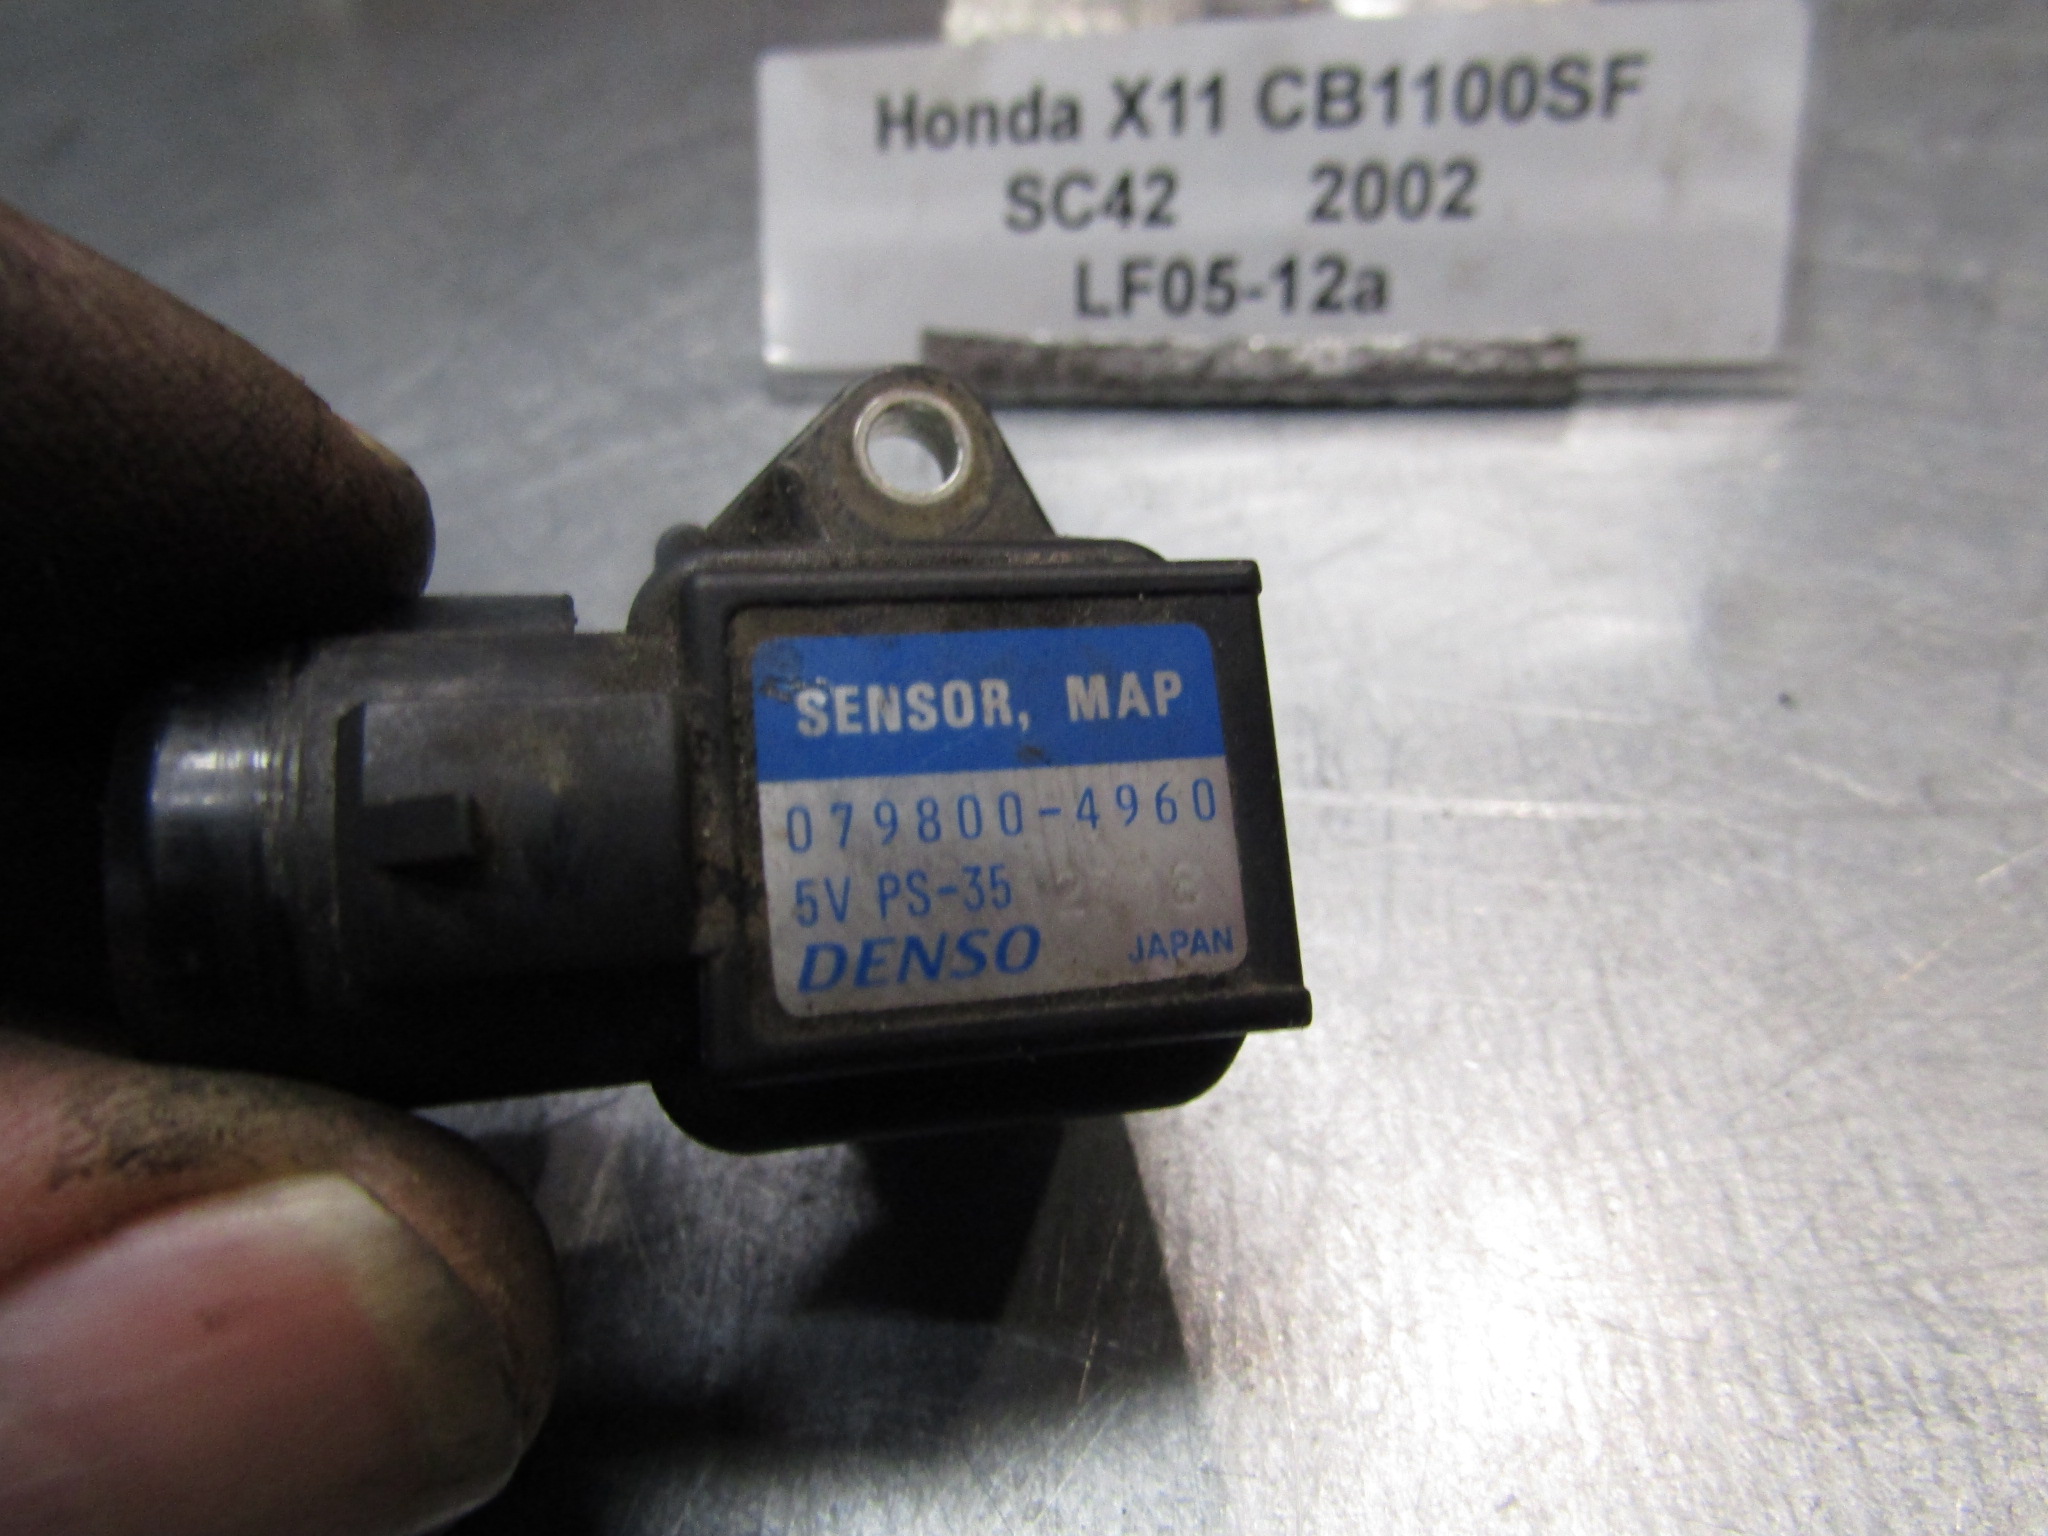 Honda X11 CB1100SF
SC42 2002
LF05-12a
SENSOR, MAP
079800-4960
5V PS-35
DENSO JAPAN